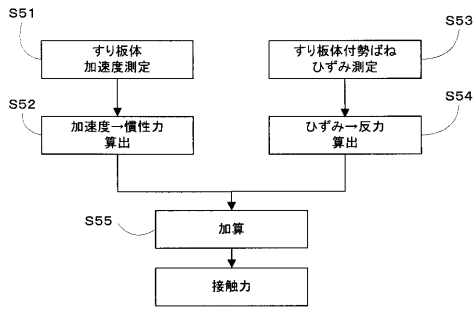 S51
すり板体
加速度測定
S53
すり板体付勢ばね
ひずみ測定
S52
加速度→慣性力
算出
S54
ひずみ→反力
算出
S55
加算
接触力